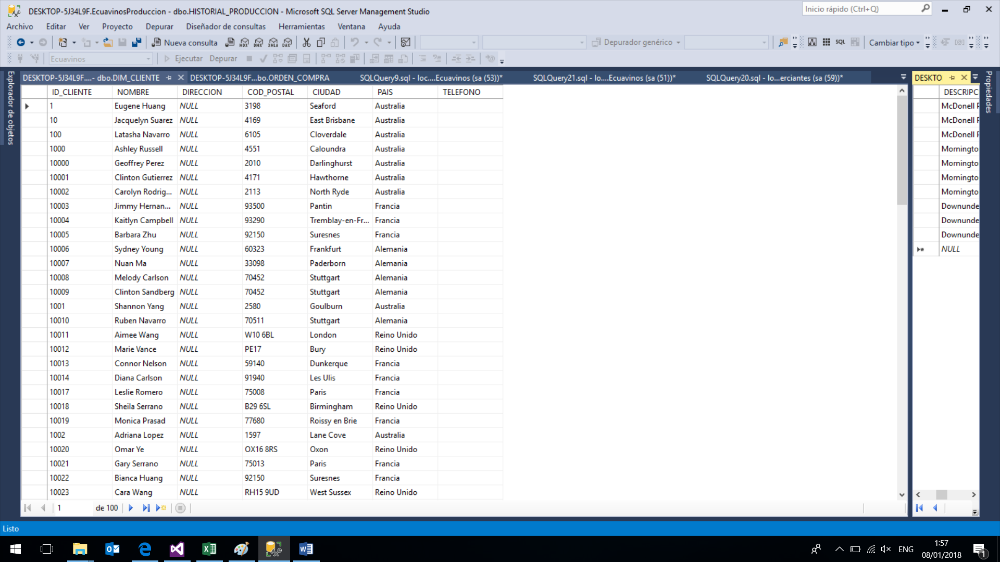 DESKTOP-5J34L9F.EcuavinosProduccion - dbo.HISTORIAL_PRODUCCION - Microsoft SQL Server Management Studio
Inicio rápido (Ctrl+Q)
Archivo Editar Ver Proyecto Depurar Diseñador de consultas Herramientas Ventana Ayuda
Nueva consulta MDX DMX XMLA DAX Depurador genérico SQL Cambiar tipo
Ecuavinos Ejecutar Depurar
Explorador de objetos
DESKTOP-5J34L9F....- dbo.DIM_CLIENTE DESKTOP-5J34L9F...bo.ORDEN_COMPRA SQLQuery9.sql - loc....Ecuavinos (sa (53))* SQLQuery21.sql - lo....Ecuavinos (sa (51))* SQLQuery20.sql - lo...erciantes (sa (59))* DESKTO
Propiedades
ID_CLIENTE NOMBRE DIRECCION COD_POSTAL CIUDAD PAIS TELEFONO
1 Eugene Huang NULL 3198 Seaford Australia
10 Jacquelyn Suarez NULL 4169 East Brisbane Australia
100 Latasha Navarro NULL 6105 Cloverdale Australia
1000 Ashley Russell NULL 4551 Caloundra Australia
10000 Geoffrey Perez NULL 2010 Darlinghurst Australia
10001 Clinton Gutierrez NULL 4171 Hawthorne Australia
10002 Carolyn Rodrig... NULL 2113 North Ryde Australia
10003 Jimmy Hernan... NULL 93500 Pantin Francia
10004 Kaitlyn Campbell NULL 93290 Tremblay-en-Fr... Francia
10005 Barbara Zhu NULL 92150 Suresnes Francia
10006 Sydney Young NULL 60323 Frankfurt Alemania
10007 Nuan Ma NULL 33098 Paderborn Alemania
10008 Melody Carlson NULL 70452 Stuttgart Alemania
10009 Clinton Sandberg NULL 70452 Stuttgart Alemania
1001 Shannon Yang NULL 2580 Goulburn Australia
10010 Ruben Navarro NULL 70511 Stuttgart Alemania
10011 Aimee Wang NULL W10 6BL London Reino Unido
10012 Marie Vance NULL PE17 Bury Reino Unido
10013 Connor Nelson NULL 59140 Dunkerque Francia
10014 Diana Carlson NULL 91940 Les Ulis Francia
10017 Leslie Romero NULL 75008 Paris Francia
10018 Sheila Serrano NULL B29 6SL Birmingham Reino Unido
10019 Monica Prasad NULL 77680 Roissy en Brie Francia
1002 Adriana Lopez NULL 1597 Lane Cove Australia
10020 Omar Ye NULL OX16 8RS Oxon Reino Unido
10021 Gary Serrano NULL 75013 Paris Francia
10022 Bianca Huang NULL 92150 Suresnes Francia
10023 Cara Wang NULL RH15 9UD West Sussex Reino Unido
1 de 100
DESCRIPC
McDonell P
McDonell P
McDonell P
Morningto
Morningto
Morningto
Morningto
Downunde
Downunde
Downunde
NULL
Listo
ENG
1:57
08/01/2018
1